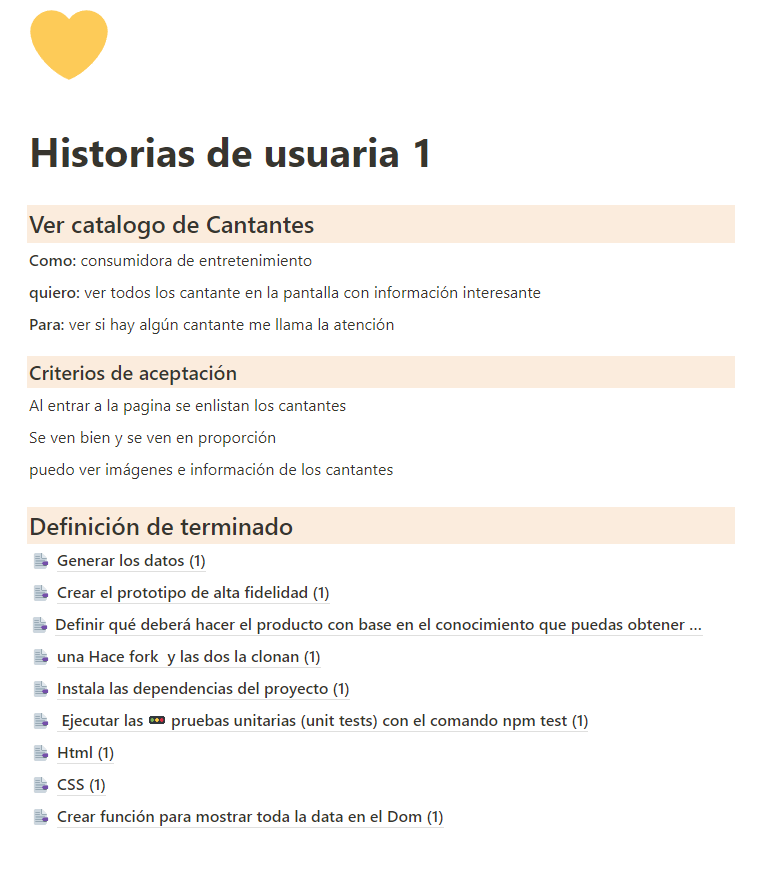 Historias de usuaria 1
Ver catalogo de Cantantes
Como: consumidora de entretenimiento
quiero: ver todos los cantante en la pantalla con información interesante
Para: ver si hay algún cantante me llama la atención
Criterios de aceptación
Al entrar a la pagina se enlistan los cantantes
Se ven bien y se ven en proporción
puedo ver imágenes e información de los cantantes
Definición de terminado
Generar los datos (1)
Crear el prototipo de alta fidelidad (1)
Definir qué deberá hacer el producto con base en el conocimiento que puedas obtener ...
una Hace fork y las dos la clonan (1)
Instala las dependencias del proyecto (1)
Ejecutar las 🚥 pruebas unitarias (unit tests) con el comando npm test (1)
Html (1)
CSS (1)
Crear función para mostrar toda la data en el Dom (1)